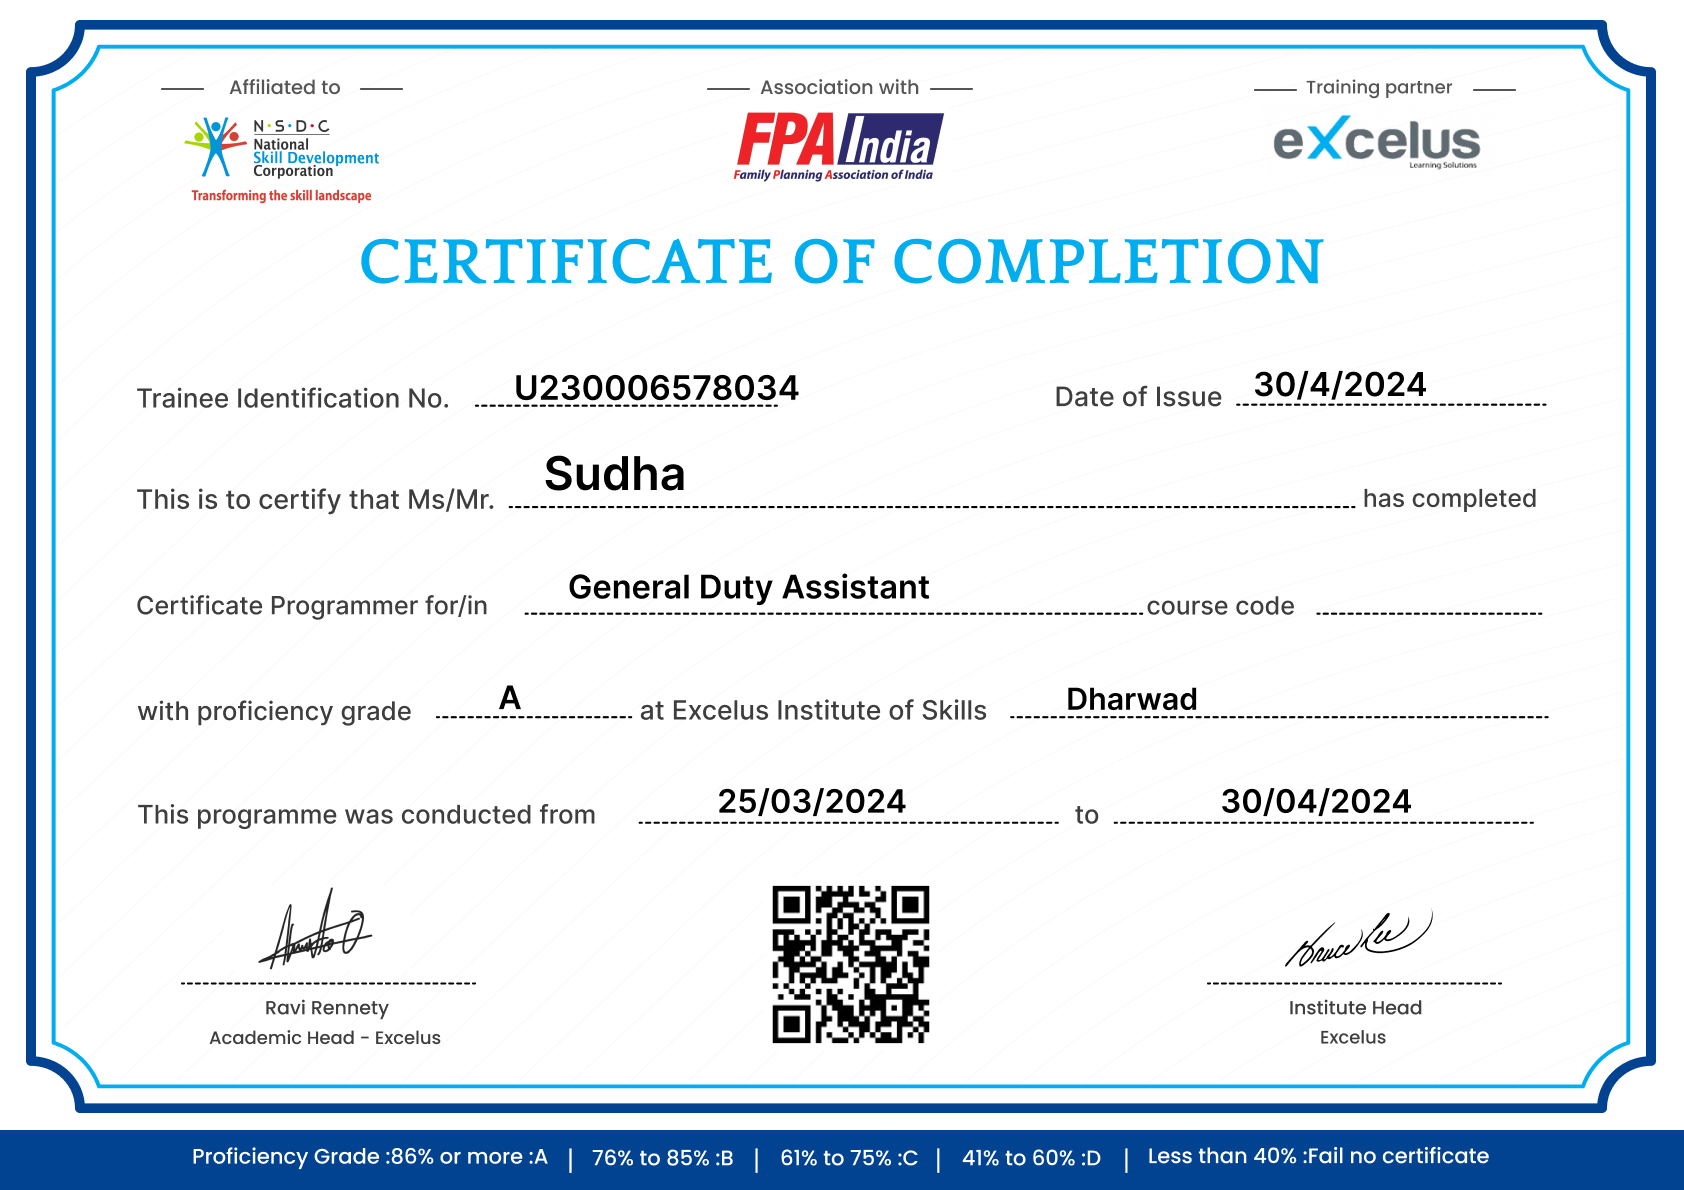 Affiliated to
Association with
Training partner
N·S·D·C
National
Skill Development
Corporation
Transforming the skill landscape
FPA India
Family Planning Association of India
eXcelus
Learning Solutions
CERTIFICATE OF COMPLETION
Trainee Identification No. U230006578034 Date of Issue 30/4/2024
This is to certify that Ms/Mr. Sudha has completed
Certificate Programmer for/in General Duty Assistant course code
with proficiency grade A at Excelus Institute of Skills Dharwad
This programme was conducted from 25/03/2024 to 30/04/2024
Bruce Lee
Ravi Rennety
Academic Head - Excelus
Institute Head
Excelus
Proficiency Grade :86% or more :A | 76% to 85% :B | 61% to 75% :C | 41% to 60% :D | Less than 40% :Fail no certificate